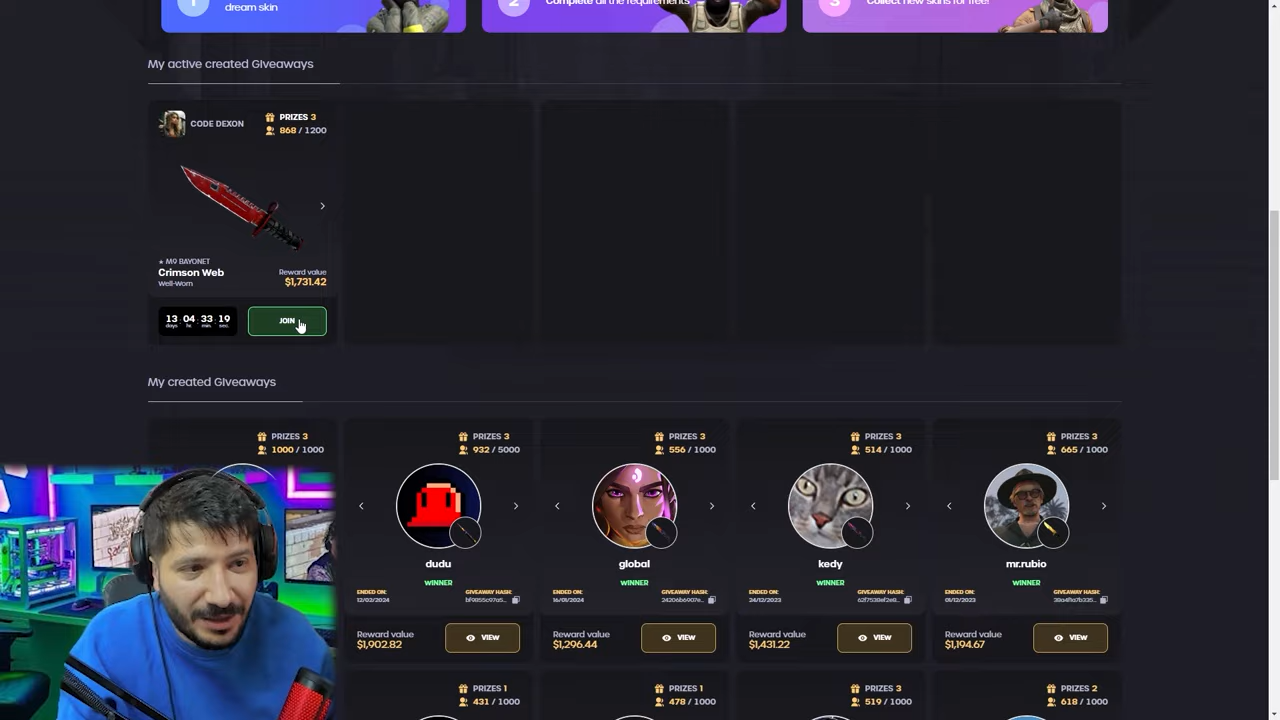 dream skin
1
2
Complete all the requirements
3
Collect new skins for free!
My active created Giveaways
CODE DEXON
PRIZES 3
868 / 1200
★ M9 BAYONET
Crimson Web
Well-Worn
Reward value
$1,731.42
13 : 04 : 33 : 19
days hr. min. sec.
JOIN
My created Giveaways
PRIZES 3
1000 / 1000
PRIZES 3
932 / 5000
dudu
WINNER
ENDED ON:
12/02/2024
GIVEAWAY HASH:
Reward value
$1,902.82
VIEW
PRIZES 3
556 / 1000
global
WINNER
ENDED ON:
16/01/2024
GIVEAWAY HASH:
Reward value
$1,296.44
VIEW
PRIZES 3
514 / 1000
kedy
WINNER
ENDED ON:
24/12/2023
GIVEAWAY HASH:
Reward value
$1,431.22
VIEW
PRIZES 3
665 / 1000
mr.rubio
WINNER
ENDED ON:
01/12/2023
GIVEAWAY HASH:
Reward value
$1,194.67
VIEW
PRIZES 1
431 / 1000
PRIZES 1
478 / 1000
PRIZES 3
519 / 1000
PRIZES 2
618 / 1000